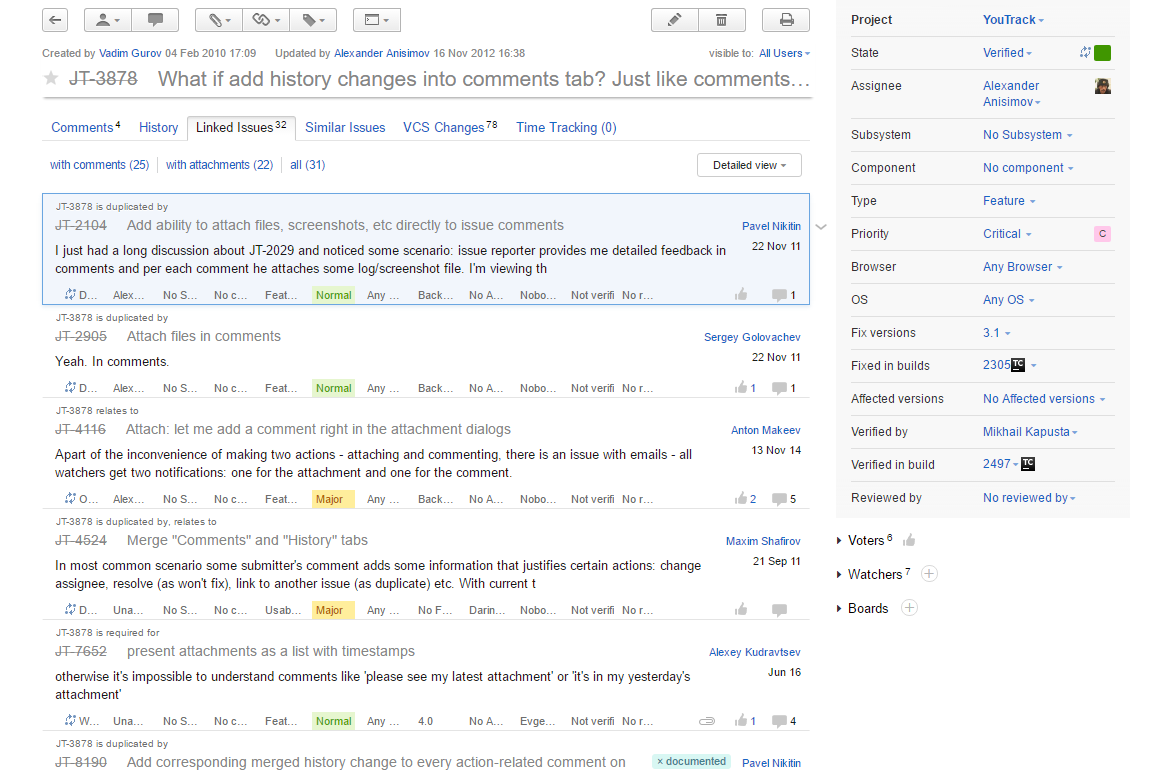 Created by Vadim Gurov 04 Feb 2010 17:09 Updated by Alexander Anisimov 16 Nov 2012 16:38 visible to: All Users
JT-3878 What if add history changes into comments tab? Just like comments…
Comments 4 History Linked Issues 32 Similar Issues VCS Changes 78 Time Tracking (0)
with comments (25) with attachments (22) all (31) Detailed view
JT-3878 is duplicated by
JT-2104 Add ability to attach files, screenshots, etc directly to issue comments Pavel Nikitin
I just had a long discussion about JT-2029 and noticed some scenario: issue reporter provides me detailed feedback in 22 Nov 11
comments and per each comment he attaches some log/screenshot file. I'm viewing th
D… Alex… No S… No c… Feat… Normal Any … Back… No A… Nobo… Not verifi No r… 1
JT-3878 is duplicated by
JT-2905 Attach files in comments Sergey Golovachev
Yeah. In comments. 22 Nov 11
D… Alex… No S… No c… Feat… Normal Any … Back… No A… Nobo… Not verifi No r… 1 1
JT-3878 relates to
JT-4116 Attach: let me add a comment right in the attachment dialogs Anton Makeev
Apart of the inconvenience of making two actions - attaching and commenting, there is an issue with emails - all 13 Nov 14
watchers get two notifications: one for the attachment and one for the comment.
O… Alex… No S… No c… Feat… Major Any … Back… No A… Nobo… Not verifi No r… 2 5
JT-3878 is duplicated by, relates to
JT-4524 Merge "Comments" and "History" tabs Maxim Shafirov
In most common scenario some submitter's comment adds some information that justifies certain actions: change 21 Sep 11
assignee, resolve (as won't fix), link to another issue (as duplicate) etc. With current t
D… Una… No S… No c… Usab… Major Any … No F… Darin… Nobo… Not verifi No r…
JT-3878 is required for
JT-7652 present attachments as a list with timestamps Alexey Kudravtsev
otherwise it's impossible to understand comments like 'please see my latest attachment' or 'it's in my yesterday's Jun 16
attachment'
W… Una… No S… No c… Feat… Normal Any … 4.0 No A… Evge… Not verifi No r… 1 4
JT-3878 is duplicated by
JT-8190 Add corresponding merged history change to every action-related comment on × documented Pavel Nikitin
Project YouTrack
State Verified
Assignee Alexander
Anisimov
Subsystem No Subsystem
Component No component
Type Feature
Priority Critical C
Browser Any Browser
OS Any OS
Fix versions 3.1
Fixed in builds 2305 TC
Affected versions No Affected versions
Verified by Mikhail Kapusta
Verified in build 2497 TC
Reviewed by No reviewed by
Voters 6
Watchers 7
Boards